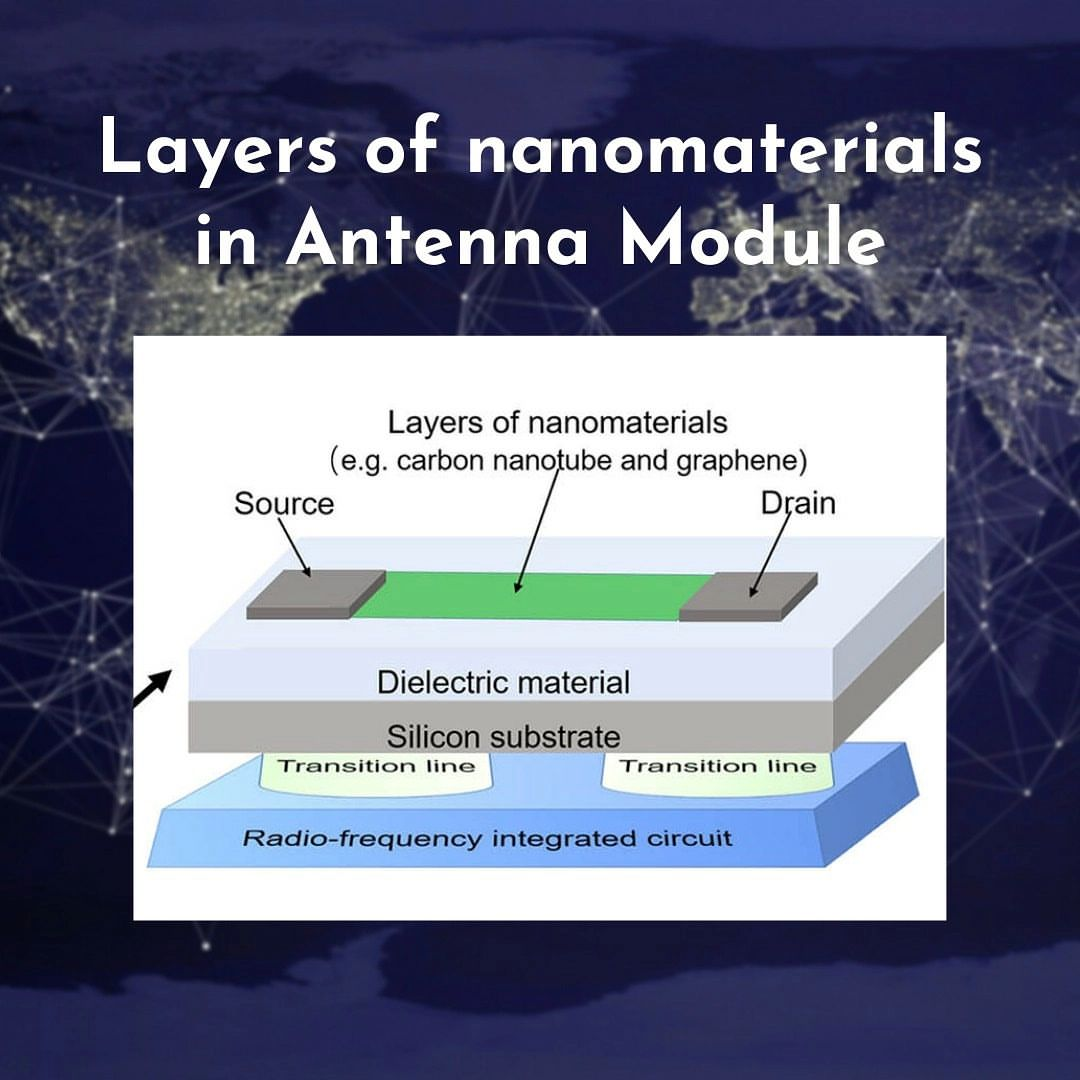 Layers of nanomaterials
in Antenna Module
Layers of nanomaterials
(e.g. carbon nanotube and graphene)
Source
Drain
Dielectric material
Silicon substrate
Transition line
Transition line
Radio-frequency integrated circuit